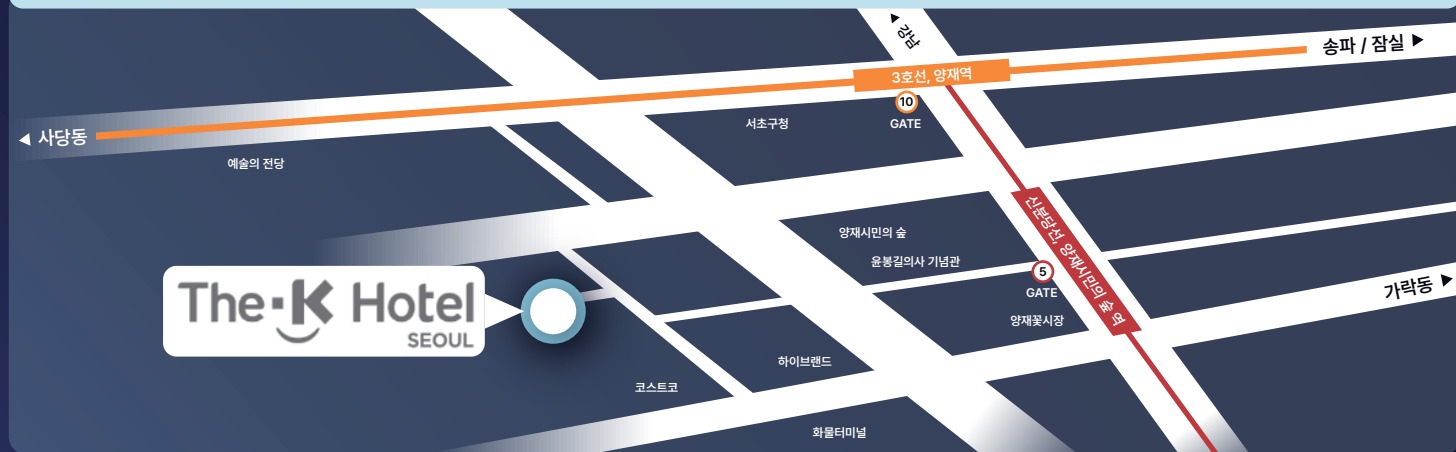 강남
송파 / 잠실
3호선, 양재역
10
GATE
서초구청
사당동
예술의 전당
신분당선, 양재시민의 숲 역
양재시민의 숲
윤봉길의사 기념관
5
GATE
The·K Hotel
SEOUL
가락동
양재꽃시장
하이브랜드
코스트코
화물터미널